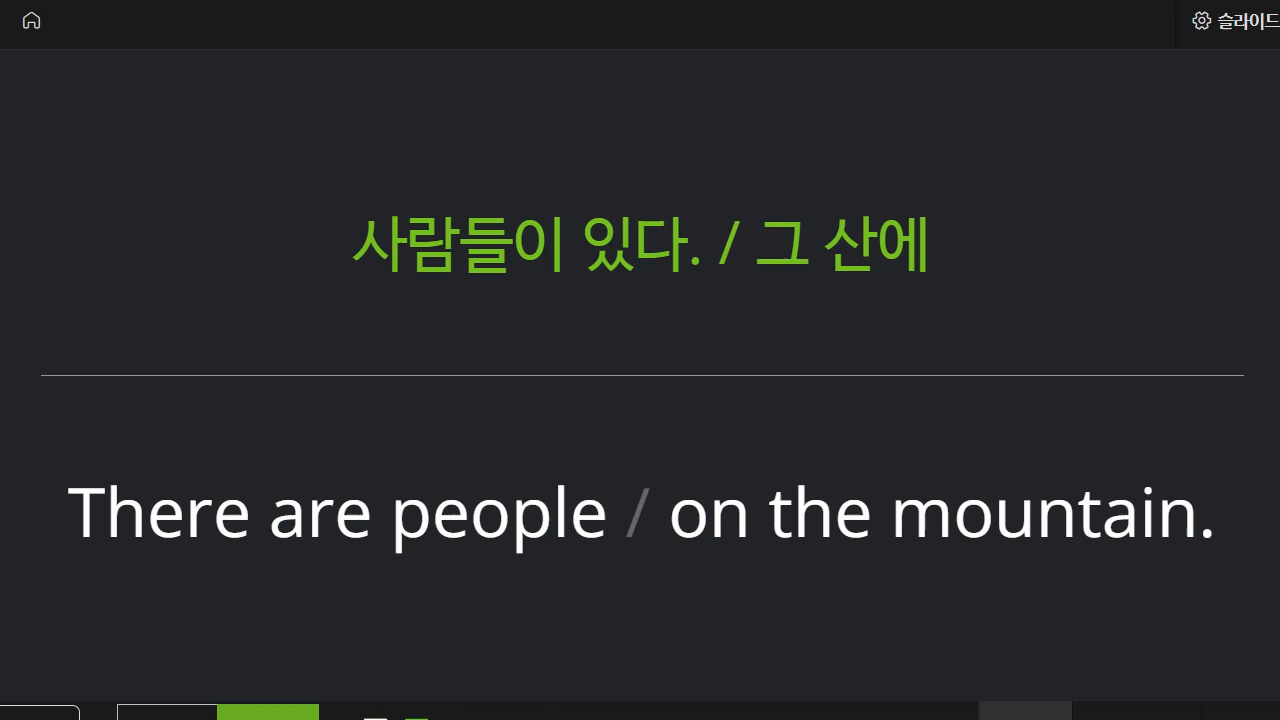 슬라이드
사람들이 있다. / 그 산에
There are people / on the mountain.